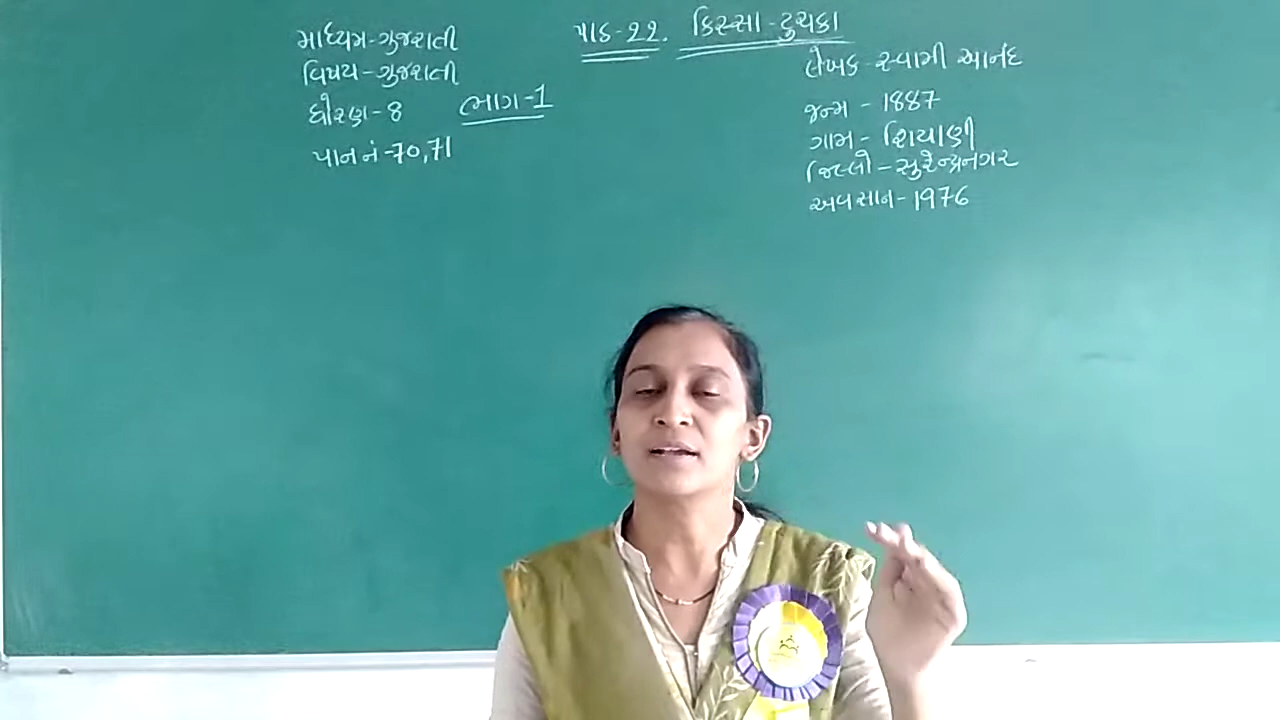 માધ્યમ-ગુજરાતી
વિષય-ગુજરાતી
ધોરણ-8
ભાગ-1
પાન નં-70,71
પાઠ-22. કિસ્સા-ટુચકા
લેખક-સ્વામી આનંદ
જન્મ - 1887
ગામ- શિયાણી
જિલ્લો-સુરેન્દ્રનગર
અવસાન-1976